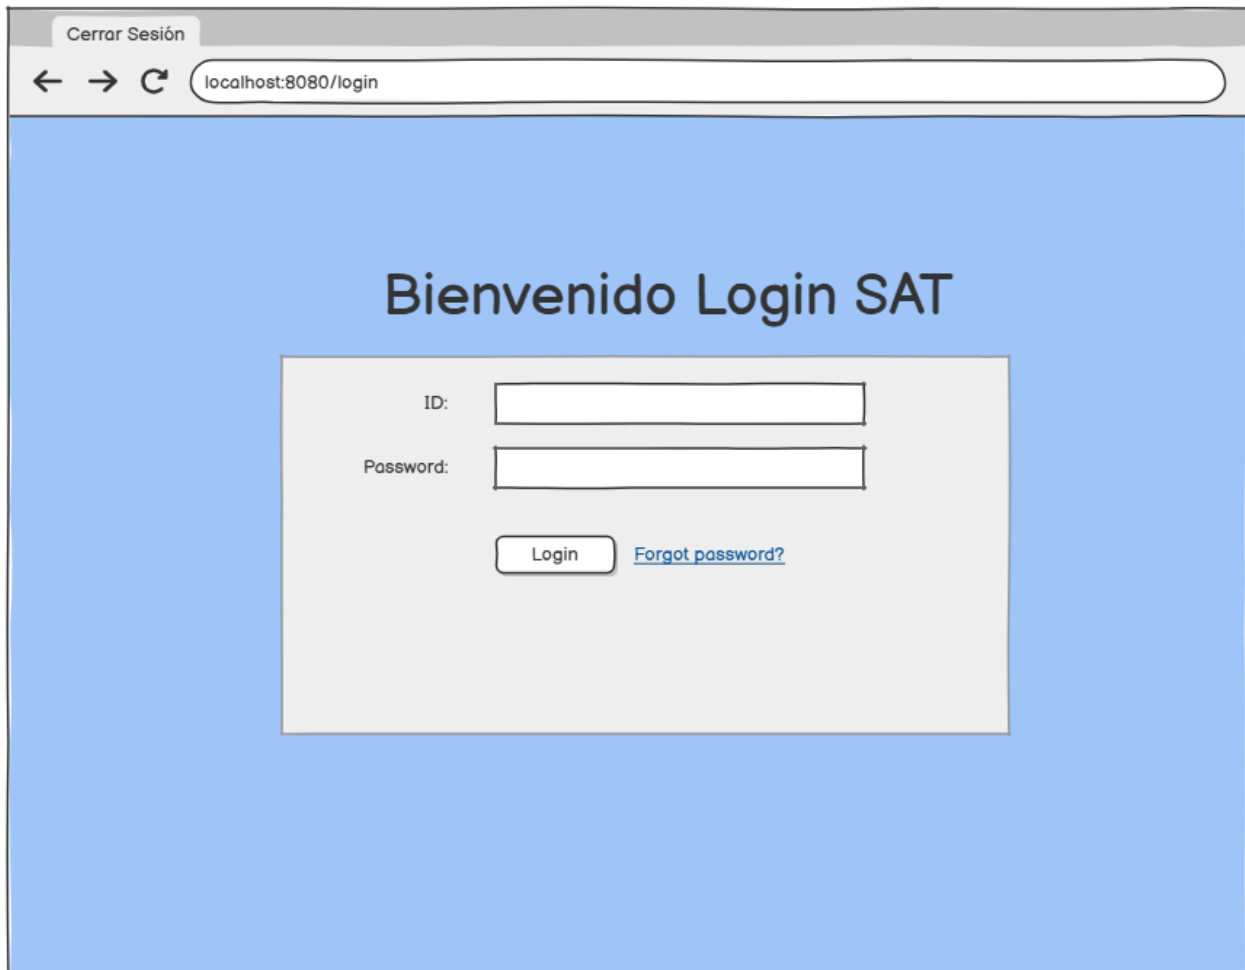 Cerrar Sesión
localhost:8080/login
Bienvenido Login SAT
ID:
Password:
Login Forgot password?